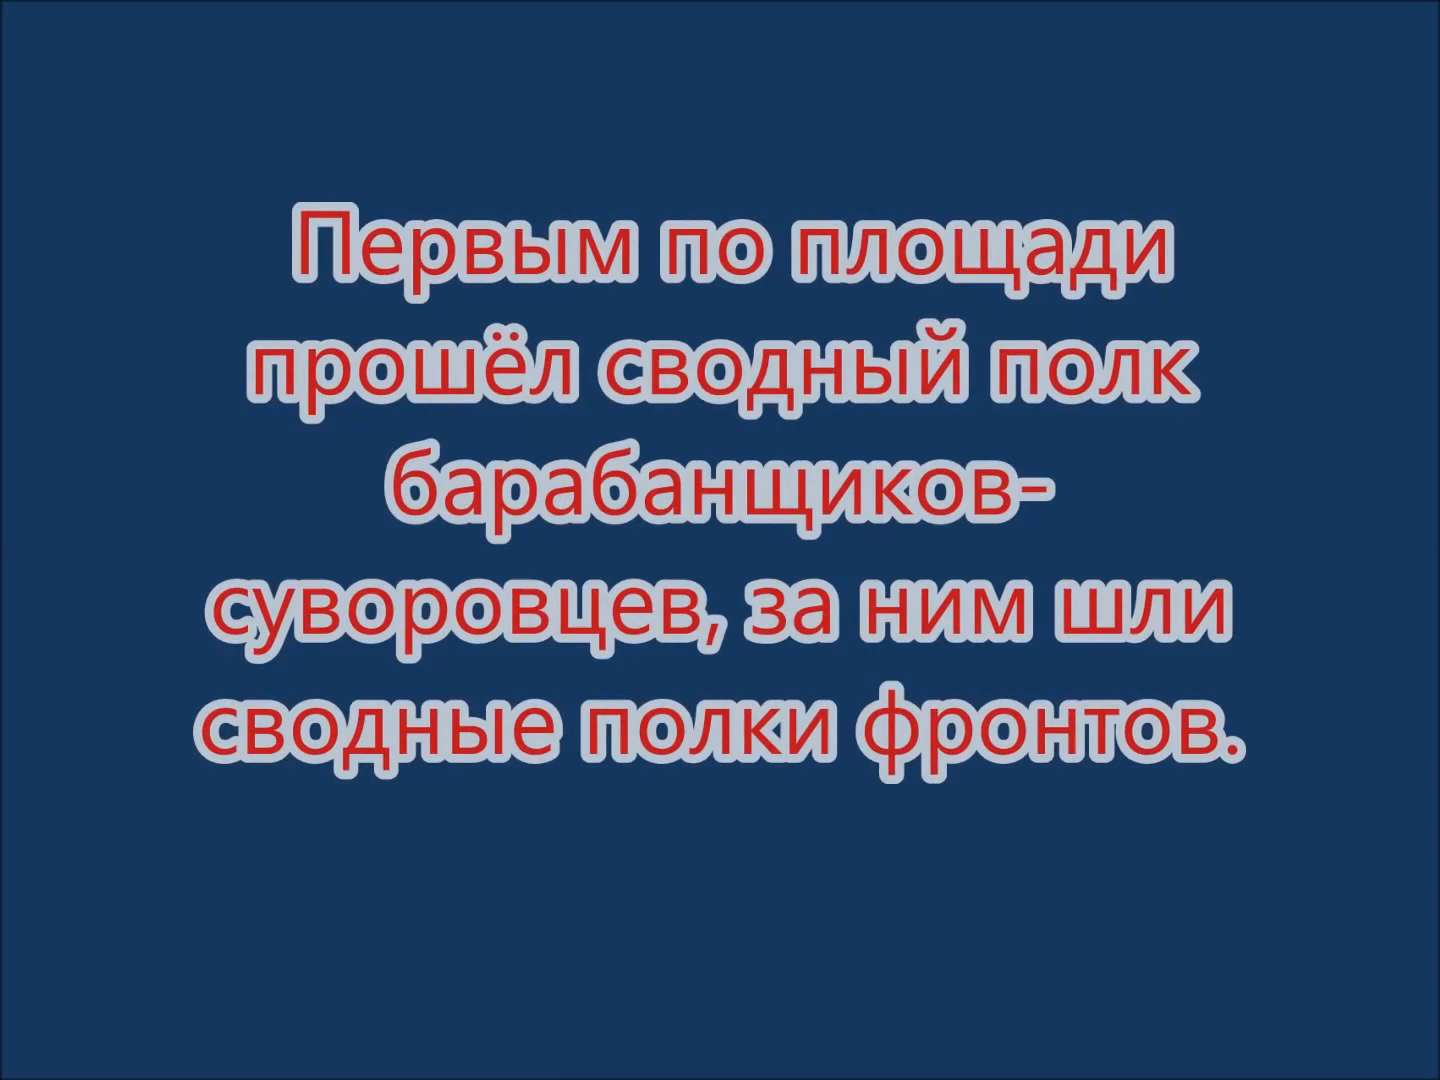 Первым по площади
прошёл сводный полк
барабанщиков-
суворовцев, за ним шли
сводные полки фронтов.